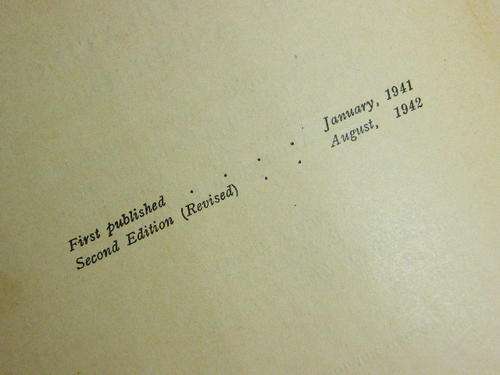 First published . . . . January, 1941
Second Edition (Revised) . . August, 1942